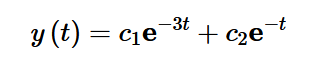 y (t) = c₁e⁻³ᵗ + c₂e⁻ᵗ